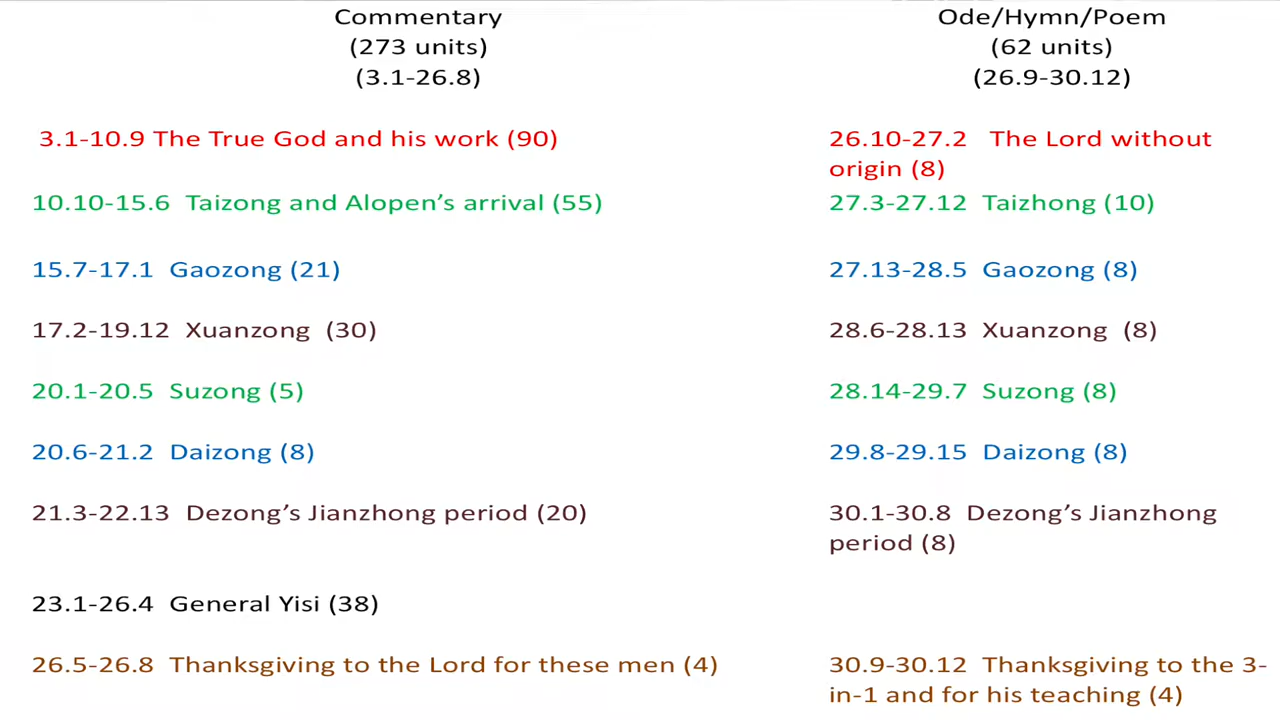 Commentary
(273 units)
(3.1-26.8)
Ode/Hymn/Poem
(62 units)
(26.9-30.12)
3.1-10.9 The True God and his work (90)
26.10-27.2 The Lord without
origin (8)
10.10-15.6 Taizong and Alopen’s arrival (55)
27.3-27.12 Taizhong (10)
15.7-17.1 Gaozong (21)
27.13-28.5 Gaozong (8)
17.2-19.12 Xuanzong (30)
28.6-28.13 Xuanzong (8)
20.1-20.5 Suzong (5)
28.14-29.7 Suzong (8)
20.6-21.2 Daizong (8)
29.8-29.15 Daizong (8)
21.3-22.13 Dezong’s Jianzhong period (20)
30.1-30.8 Dezong’s Jianzhong
period (8)
23.1-26.4 General Yisi (38)
26.5-26.8 Thanksgiving to the Lord for these men (4)
30.9-30.12 Thanksgiving to the 3-
in-1 and for his teaching (4)